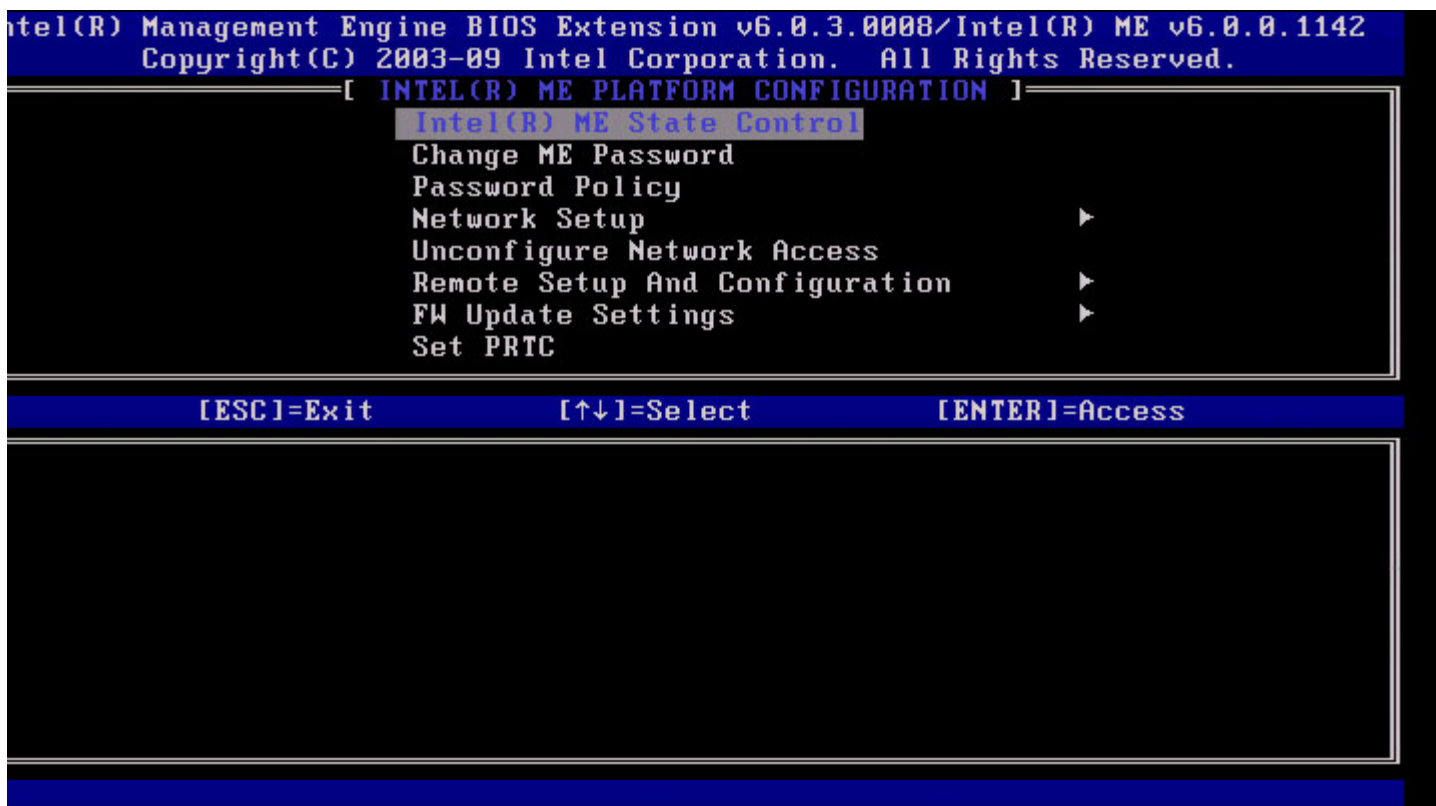 ntel(R) Management Engine BIOS Extension v6.0.3.0008/Intel(R) ME v6.0.0.1142
Copyright(C) 2003-09 Intel Corporation. All Rights Reserved.
[ INTEL(R) ME PLATFORM CONFIGURATION ]
Intel(R) ME State Control
Change ME Password
Password Policy
Network Setup ►
Unconfigure Network Access
Remote Setup And Configuration ►
FW Update Settings ►
Set PRTC
[ESC]=Exit [↑↓]=Select [ENTER]=Access